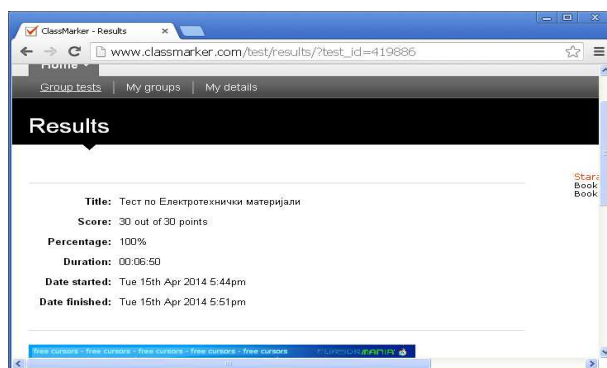 ClassMarker - Results
www.classmarker.com/test/results/?test_id=419886
Home
Group tests | My groups | My details
Results
Stara
Book
Book
Title: Тест по Електротехнички материјали
Score: 30 out of 30 points
Percentage: 100%
Duration: 00:06:50
Date started: Tue 15th Apr 2014 5:44pm
Date finished: Tue 15th Apr 2014 5:51pm
free cursors - free cursors - free cursors - free cursors - free cursors CURSORMANIA